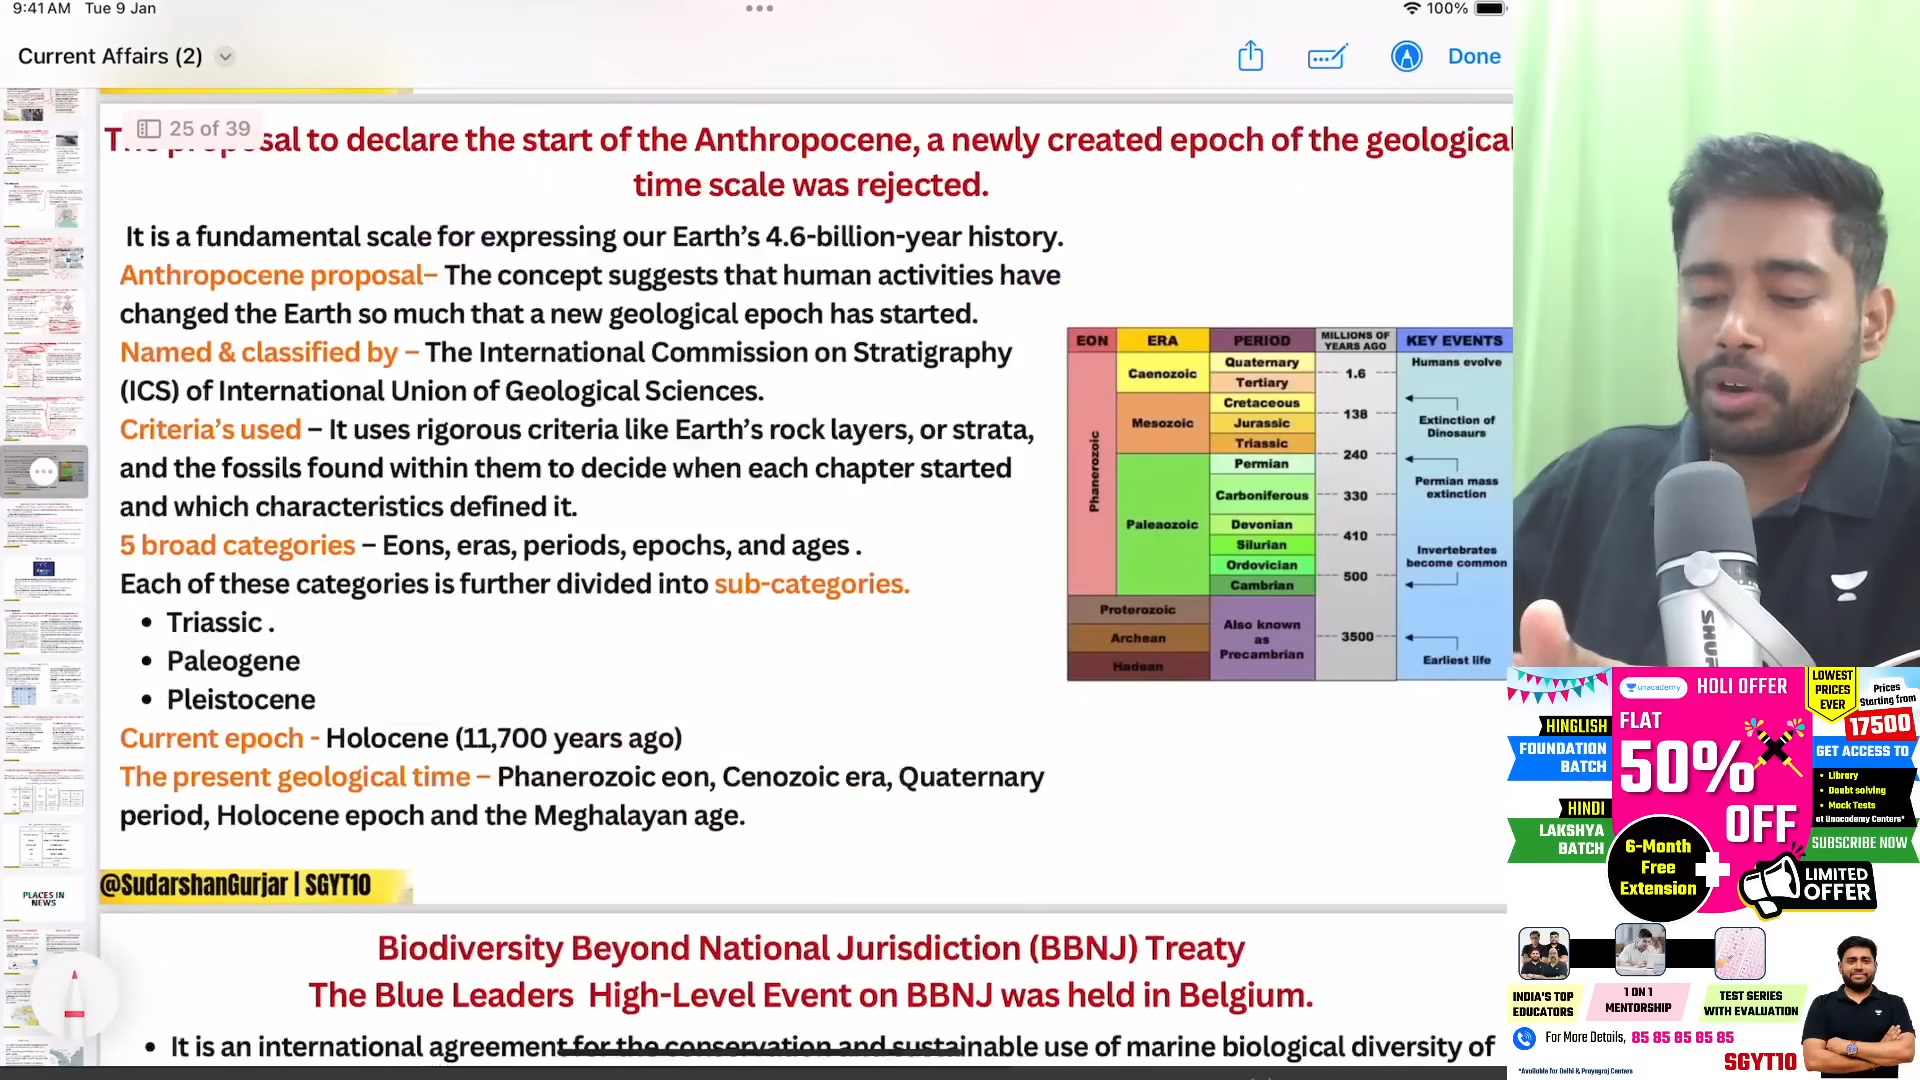 9:41 AM Tue 9 Jan
100%
Current Affairs (2)
Done
25 of 39
sal to declare the start of the Anthropocene, a newly created epoch of the geological
time scale was rejected.
It is a fundamental scale for expressing our Earth's 4.6-billion-year history.
Anthropocene proposal– The concept suggests that human activities have
changed the Earth so much that a new geological epoch has started.
Named & classified by – The International Commission on Stratigraphy
(ICS) of International Union of Geological Sciences.
Criteria's used – It uses rigorous criteria like Earth's rock layers, or strata,
and the fossils found within them to decide when each chapter started
and which characteristics defined it.
5 broad categories – Eons, eras, periods, epochs, and ages .
Each of these categories is further divided into sub-categories.
• Triassic .
• Paleogene
• Pleistocene
Current epoch - Holocene (11,700 years ago)
The present geological time – Phanerozoic eon, Cenozoic era, Quaternary
period, Holocene epoch and the Meghalayan age.
EON ERA PERIOD MILLIONS OF YEARS AGO KEY EVENTS
Phanerozoic
Caenozoic
Mesozoic
Paleaozoic
Quaternary
Tertiary
Cretaceous
Jurassic
Triassic
Permian
Carboniferous
Devonian
Silurian
Ordovician
Cambrian
Proterozoic
Archean
Hadean
Also known
as
Precambrian
1.6
138
240
330
410
500
3500
Humans evolve
Extinction of
Dinosaurs
Permian mass
extinction
Invertebrates
become common
Earliest life
@SudarshanGurjar | SGYT10
Biodiversity Beyond National Jurisdiction (BBNJ) Treaty
The Blue Leaders High-Level Event on BBNJ was held in Belgium.
• It is an international agreement for the conservation and sustainable use of marine biological diversity of
PLACES IN
NEWS
SHUR
unacademy
HOLI OFFER
LOWEST
PRICES
EVER
Prices
Starting from
17500
HINGLISH
FOUNDATION
BATCH
HINDI
LAKSHYA
BATCH
FLAT
50%
OFF
6-Month
Free
Extension
+
GET ACCESS TO
• Library
• Doubt solving
• Mock Tests
at Unacademy Centers*
SUBSCRIBE NOW
LIMITED
OFFER
INDIA'S TOP
EDUCATORS
1 ON 1
MENTORSHIP
TEST SERIES
WITH EVALUATION
For More Details, 85 85 85 85 85
SGYT10
*Available for Delhi & Prayagraj Centers